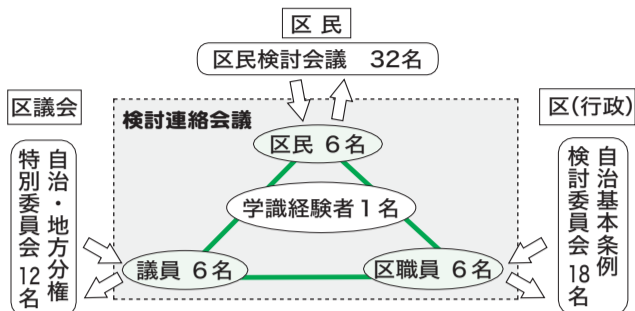 区 民
区民検討会議　32名
区議会
区(行政)
検討連絡会議
区民 6名
学識経験者1名
議員 6名
区職員 6名
自治・地方分権
特別委員会 12名
自治基本条例
検討委員会 18名